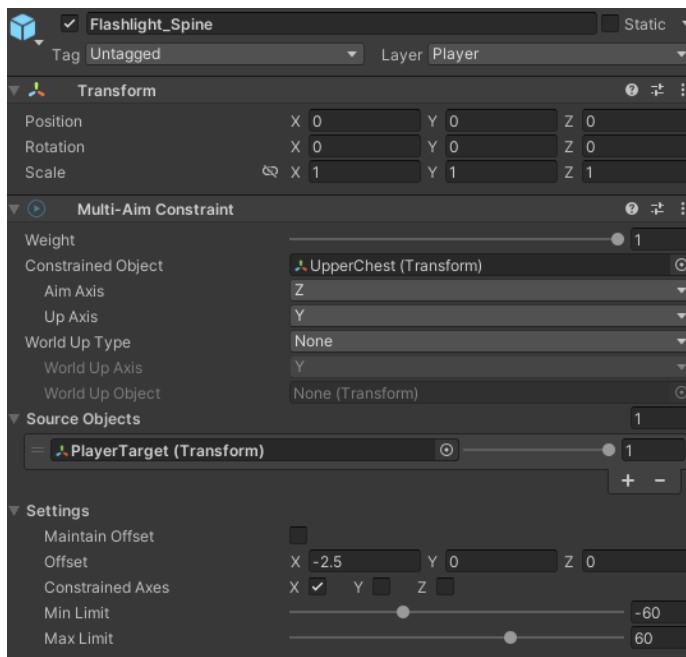 Flashlight_Spine Static
Tag Untagged Layer Player
Transform
Position X 0 Y 0 Z 0
Rotation X 0 Y 0 Z 0
Scale X 1 Y 1 Z 1
Multi-Aim Constraint
Weight 1
Constrained Object UpperChest (Transform)
Aim Axis Z
Up Axis Y
World Up Type None
World Up Axis Y
World Up Object None (Transform)
Source Objects 1
PlayerTarget (Transform) 1
+ −
Settings
Maintain Offset
Offset X -2.5 Y 0 Z 0
Constrained Axes X Y Z
Min Limit -60
Max Limit 60